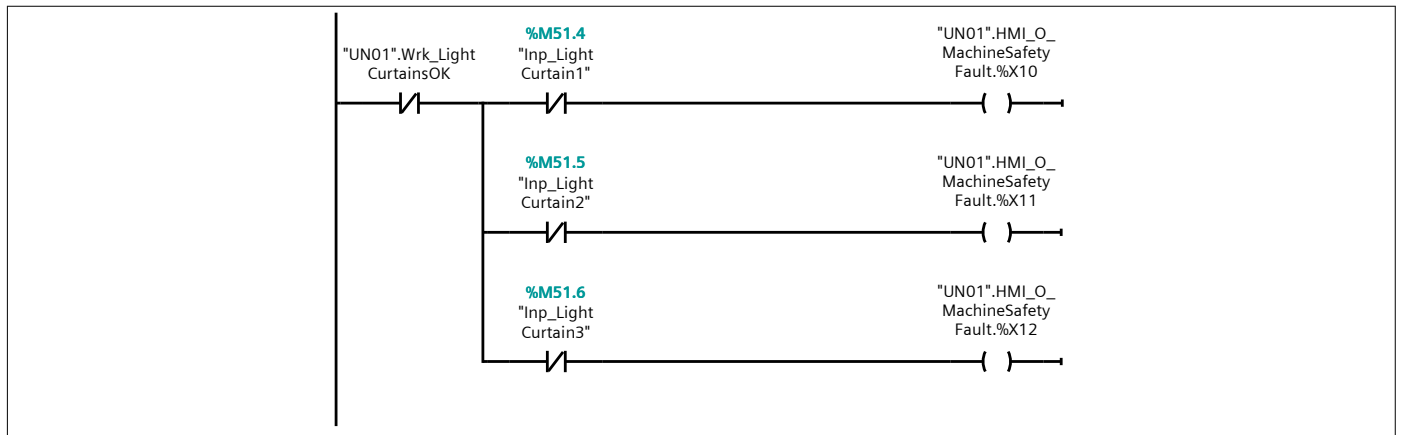 "UN01".Wrk_Light
CurtainsOK
%M51.4
"Inp_Light
Curtain1"
"UN01".HMI_O_
MachineSafety
Fault.%X10
%M51.5
"Inp_Light
Curtain2"
"UN01".HMI_O_
MachineSafety
Fault.%X11
%M51.6
"Inp_Light
Curtain3"
"UN01".HMI_O_
MachineSafety
Fault.%X12